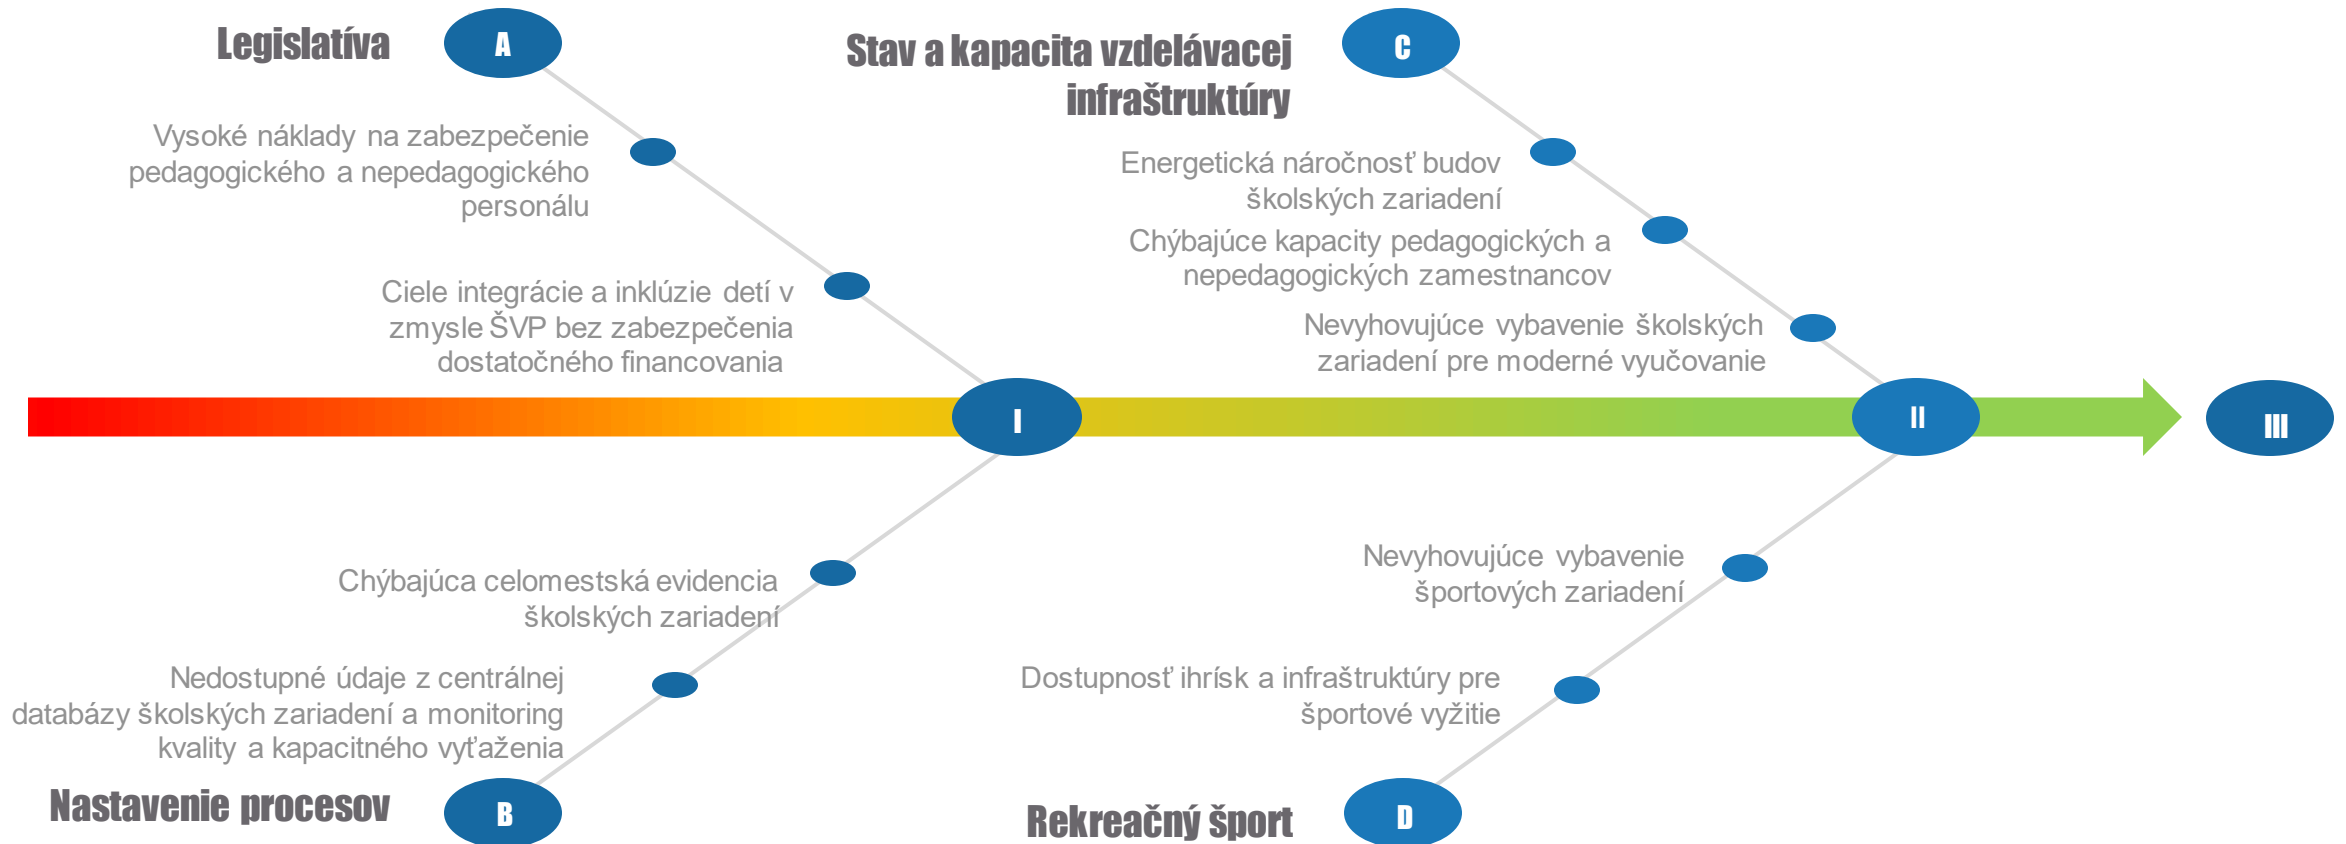 Legislatíva
A
Vysoké náklady na zabezpečenie
pedagogického a nepedagogického
personálu
Ciele integrácie a inklúzie detí v
zmysle ŠVP bez zabezpečenia
dostatočného financovania
Stav a kapacita vzdelávacej
infraštruktúry
C
Energetická náročnosť budov
školských zariadení
Chýbajúce kapacity pedagogických a
nepedagogických zamestnancov
Nevyhovujúce vybavenie školských
zariadení pre moderné vyučovanie
I
II
III
Chýbajúca celomestská evidencia
školských zariadení
Nedostupné údaje z centrálnej
databázy školských zariadení a monitoring
kvality a kapacitného vyťaženia
Nastavenie procesov
B
Nevyhovujúce vybavenie
športových zariadení
Dostupnosť ihrísk a infraštruktúry pre
športové vyžitie
Rekreačný šport
D